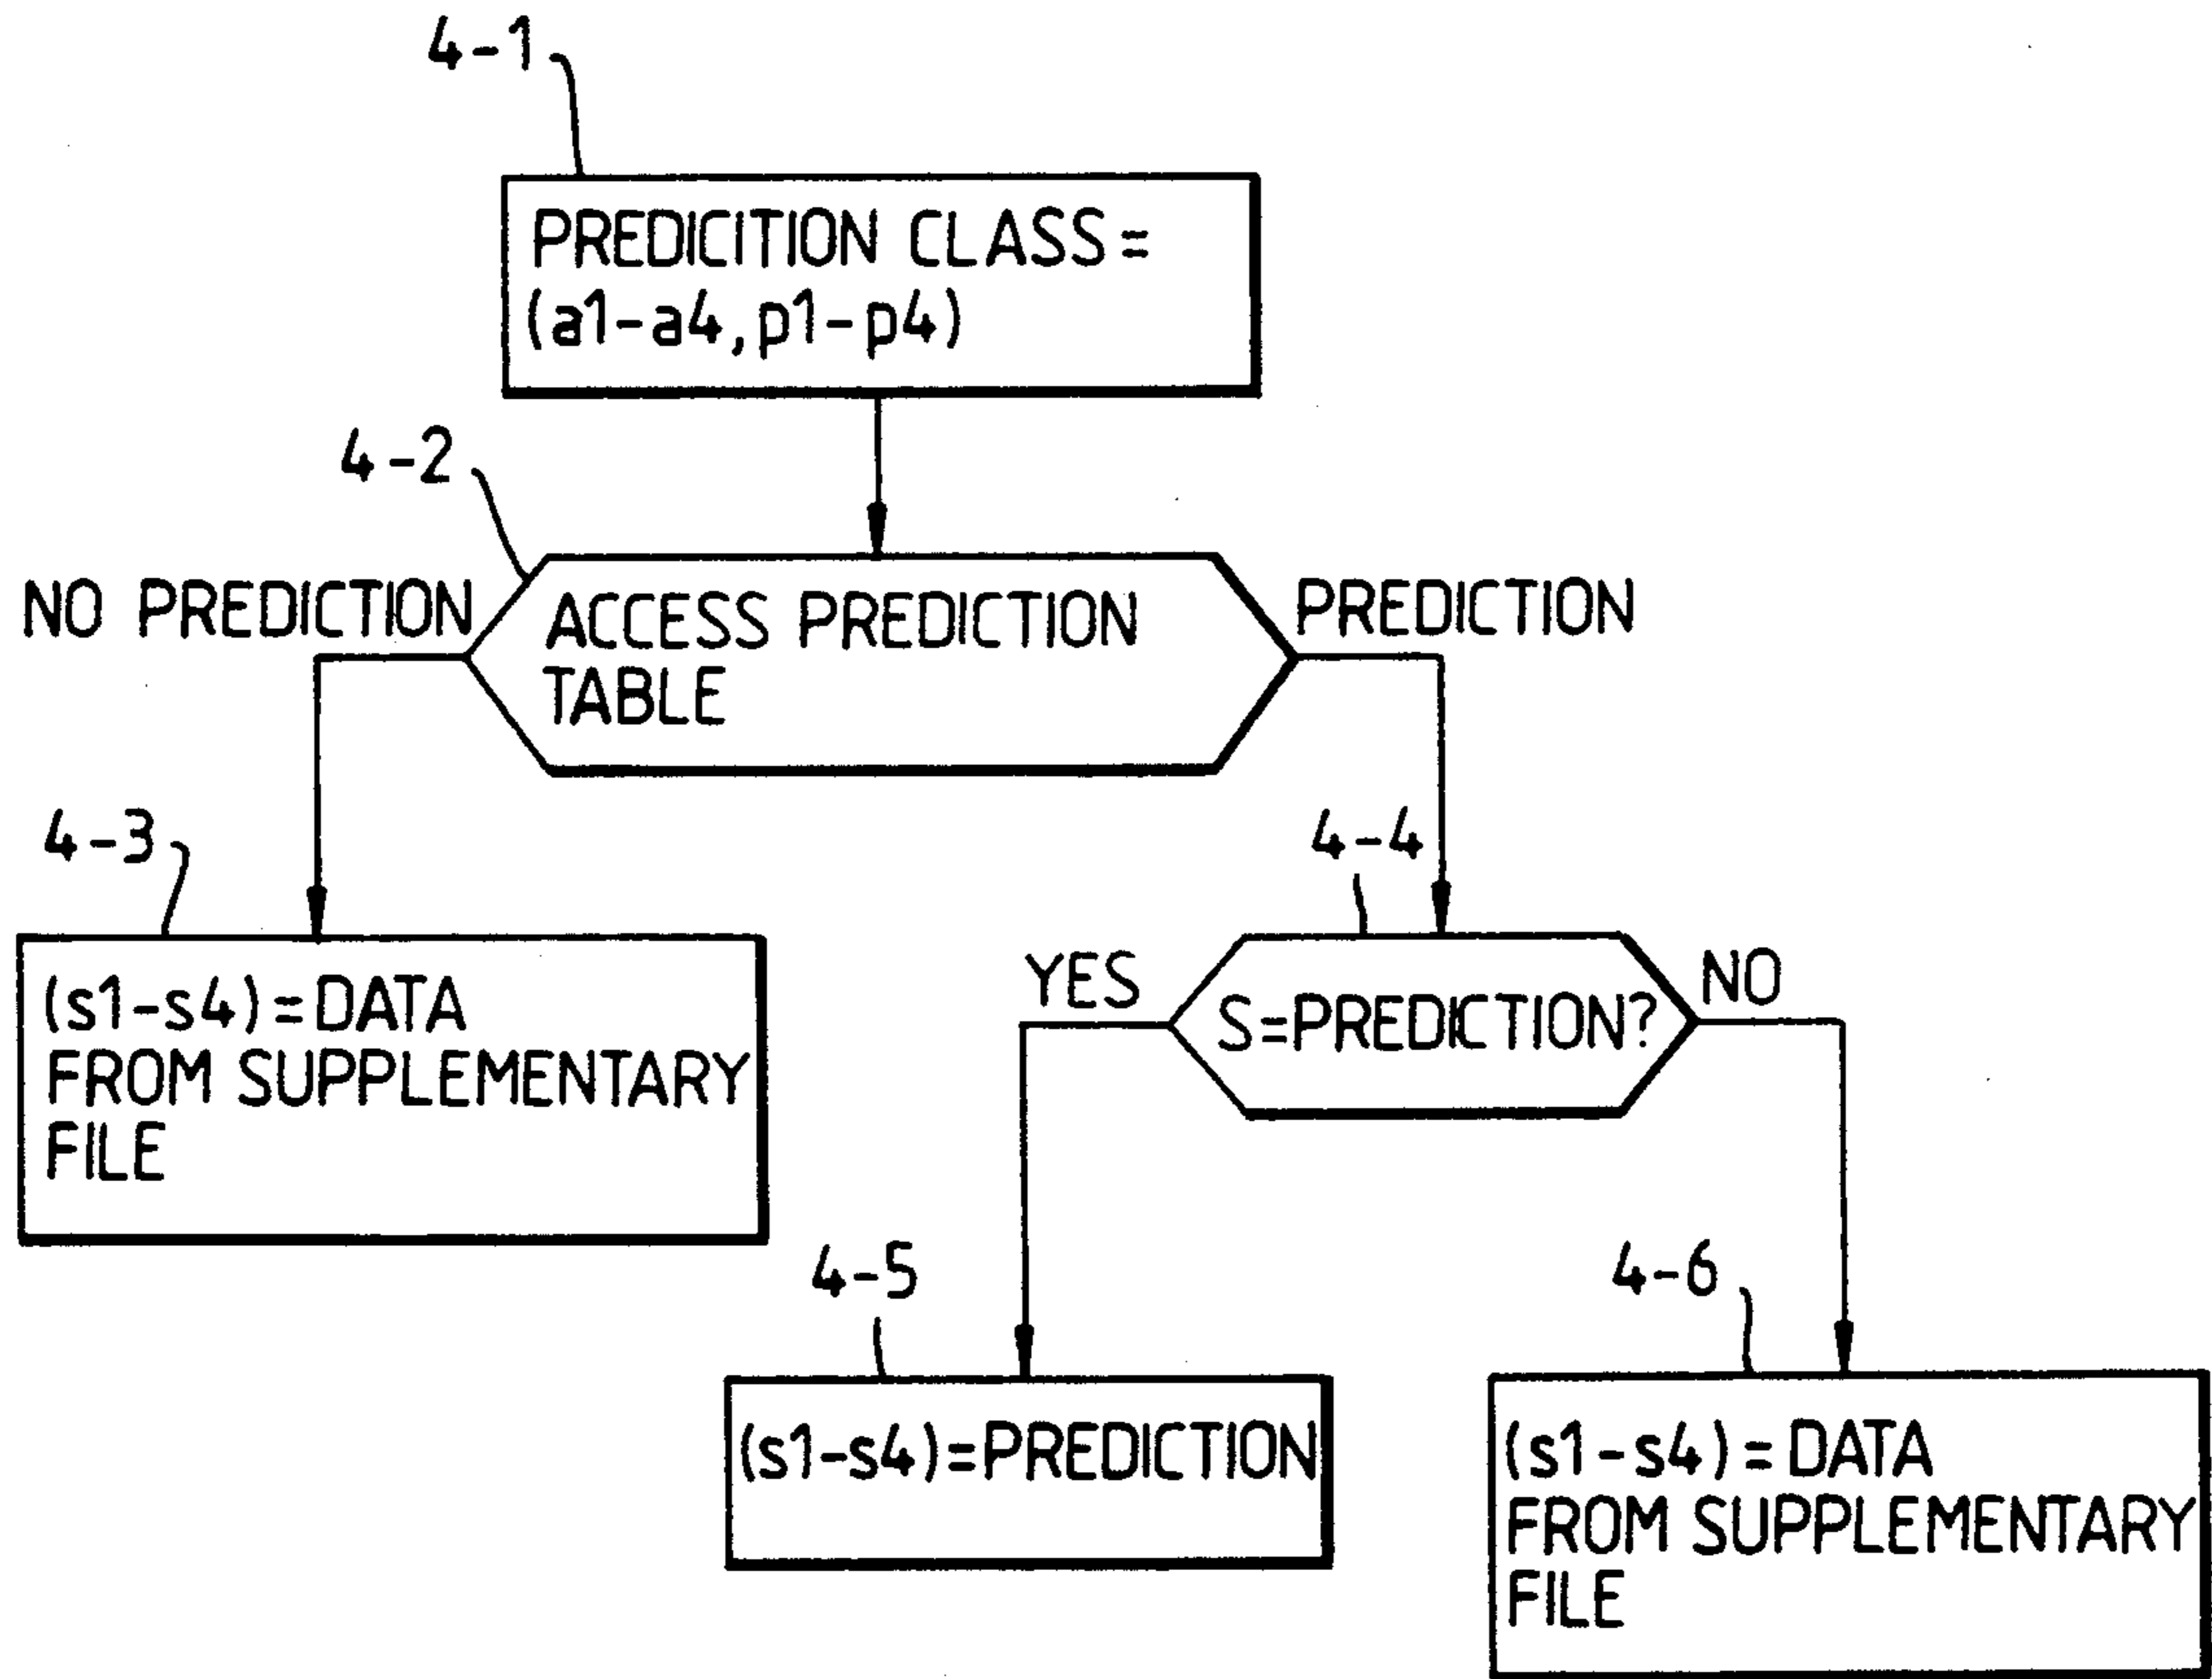 4-1
PREDICITION CLASS =
(a1-a4, p1-p4)
4-2
NO PREDICTION
ACCESS PREDICTION
TABLE
PREDICTION
4-3
(s1-s4) = DATA
FROM SUPPLEMENTARY
FILE
4-4
YES
S=PREDICTION?
NO
4-5
(s1-s4)=PREDICTION
4-6
(s1-s4) = DATA
FROM SUPPLEMENTARY
FILE